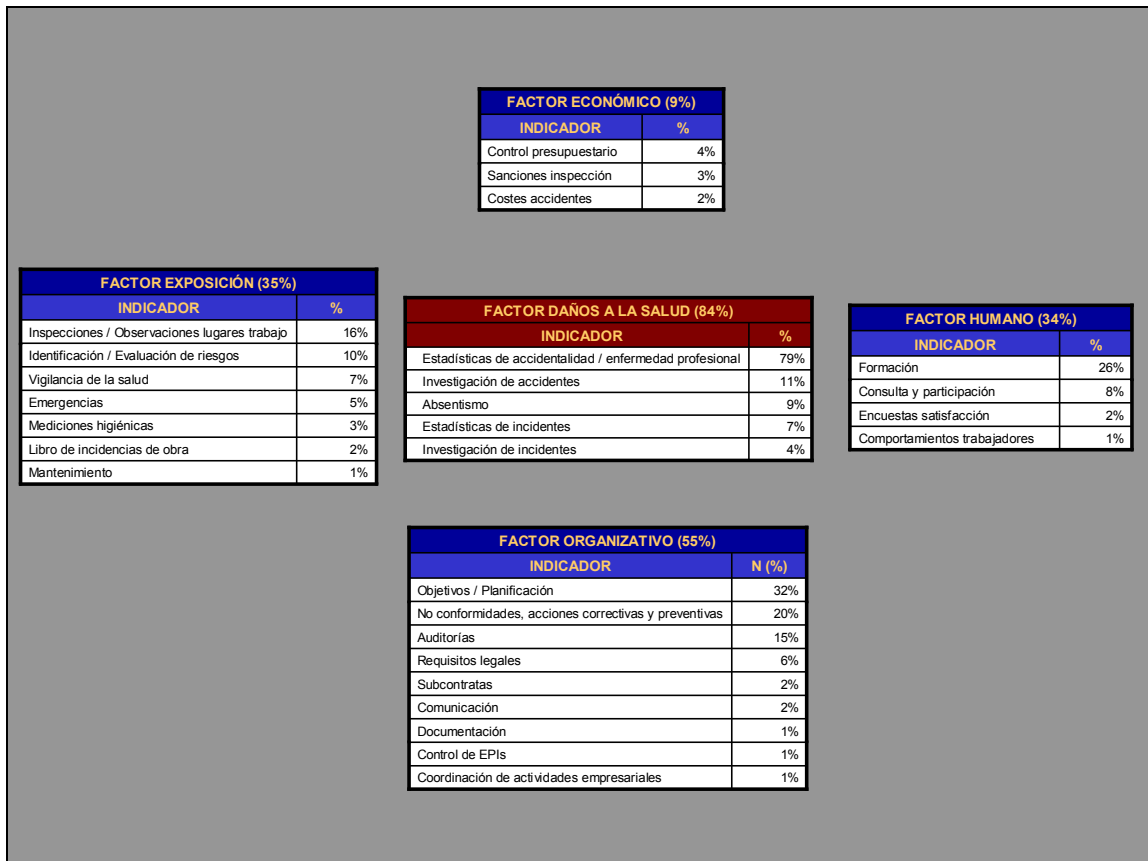 FACTOR ECONÓMICO (9%)
INDICADOR %
Control presupuestario 4%
Sanciones inspección 3%
Costes accidentes 2%
FACTOR EXPOSICIÓN (35%)
INDICADOR %
Inspecciones / Observaciones lugares trabajo 16%
Identificación / Evaluación de riesgos 10%
Vigilancia de la salud 7%
Emergencias 5%
Mediciones higiénicas 3%
Libro de incidencias de obra 2%
Mantenimiento 1%
FACTOR DAÑOS A LA SALUD (84%)
INDICADOR %
Estadísticas de accidentalidad / enfermedad profesional 79%
Investigación de accidentes 11%
Absentismo 9%
Estadísticas de incidentes 7%
Investigación de incidentes 4%
FACTOR HUMANO (34%)
INDICADOR %
Formación 26%
Consulta y participación 8%
Encuestas satisfacción 2%
Comportamientos trabajadores 1%
FACTOR ORGANIZATIVO (55%)
INDICADOR N (%)
Objetivos / Planificación 32%
No conformidades, acciones correctivas y preventivas 20%
Auditorías 15%
Requisitos legales 6%
Subcontratas 2%
Comunicación 2%
Documentación 1%
Control de EPIs 1%
Coordinación de actividades empresariales 1%